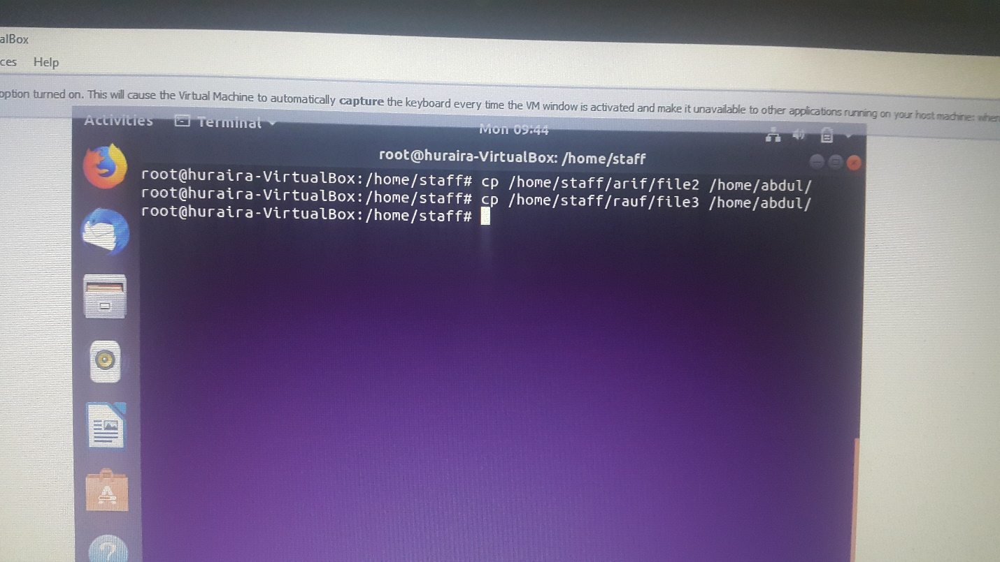 alBox
ces Help
option turned on. This will cause the Virtual Machine to automatically capture the keyboard every time the VM window is activated and make it unavailable to other applications running on your host machine: when
Activities Terminal Mon 09:44
root@huraira-VirtualBox: /home/staff
root@huraira-VirtualBox:/home/staff# cp /home/staff/arif/file2 /home/abdul/
root@huraira-VirtualBox:/home/staff# cp /home/staff/rauf/file3 /home/abdul/
root@huraira-VirtualBox:/home/staff#